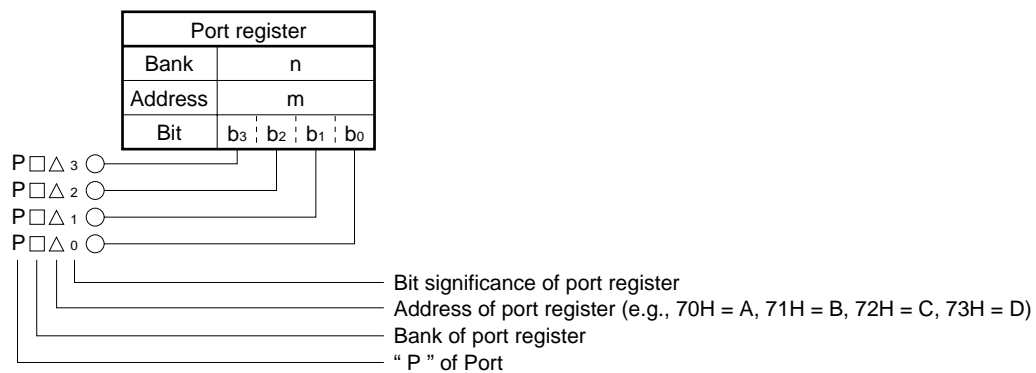 Port register
Bank n
Address m
Bit b3 b2 b1 b0
P□△3
P□△2
P□△1
P□△0
Bit significance of port register
Address of port register (e.g., 70H = A, 71H = B, 72H = C, 73H = D)
Bank of port register
“ P ” of Port